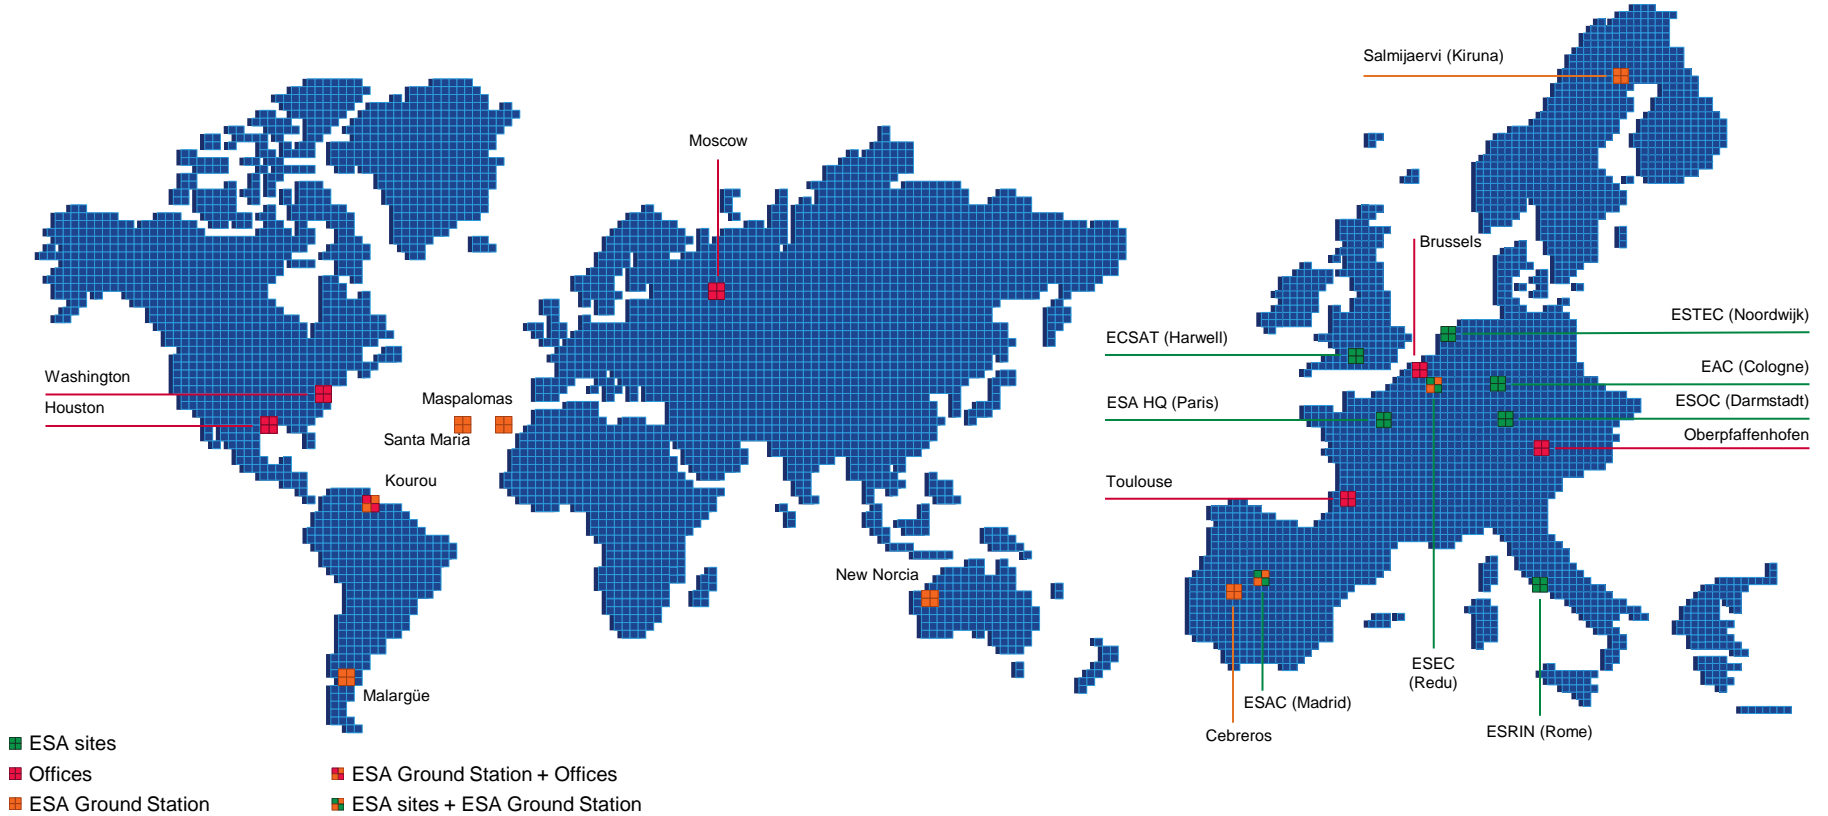 Salmijaervi (Kiruna)
Moscow
Brussels
ESTEC (Noordwijk)
ECSAT (Harwell)
EAC (Cologne)
Washington
Maspalomas
ESA HQ (Paris)
ESOC (Darmstadt)
Houston
Santa Maria
Oberpfaffenhofen
Kourou
Toulouse
New Norcia
ESEC
(Redu)
Malargüe
ESAC (Madrid)
Cebreros
ESRIN (Rome)
ESA sites
Offices
ESA Ground Station + Offices
ESA Ground Station
ESA sites + ESA Ground Station